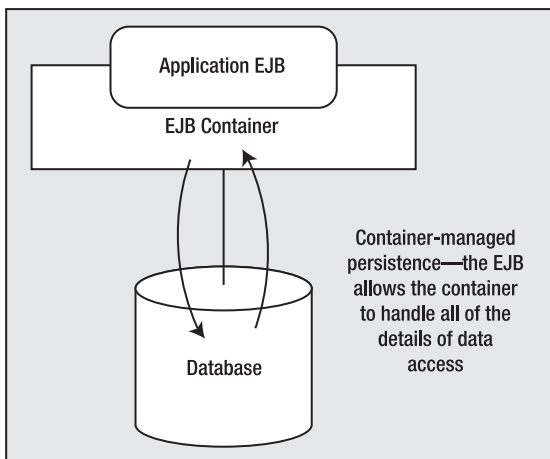 Application EJB
EJB Container
Container-managed
persistence—the EJB
allows the container
to handle all of the
details of data
access
Database